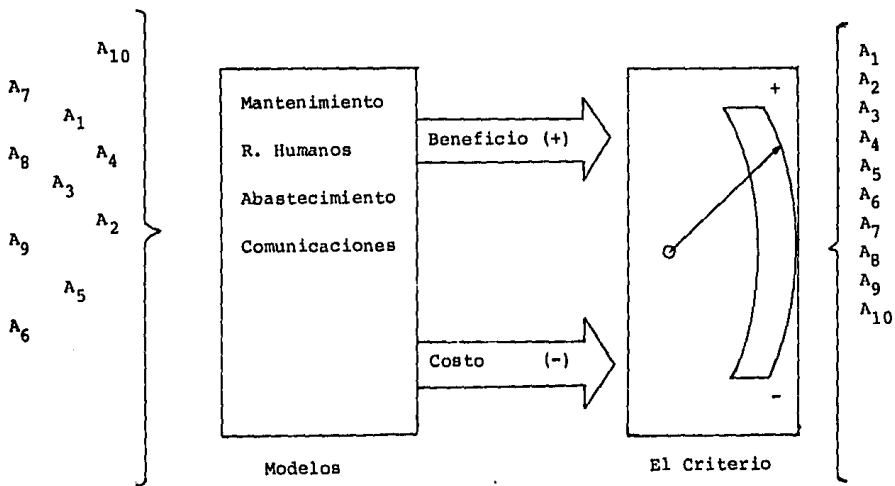 A10
A7
A1
A8
A4
A3
A2
A9
A5
A6
Mantenimiento
R. Humanos
Abastecimiento
Comunicaciones
Modelos
Beneficio (+)
Costo (-)
+
-
El Criterio
A1
A2
A3
A4
A5
A6
A7
A8
A9
A10